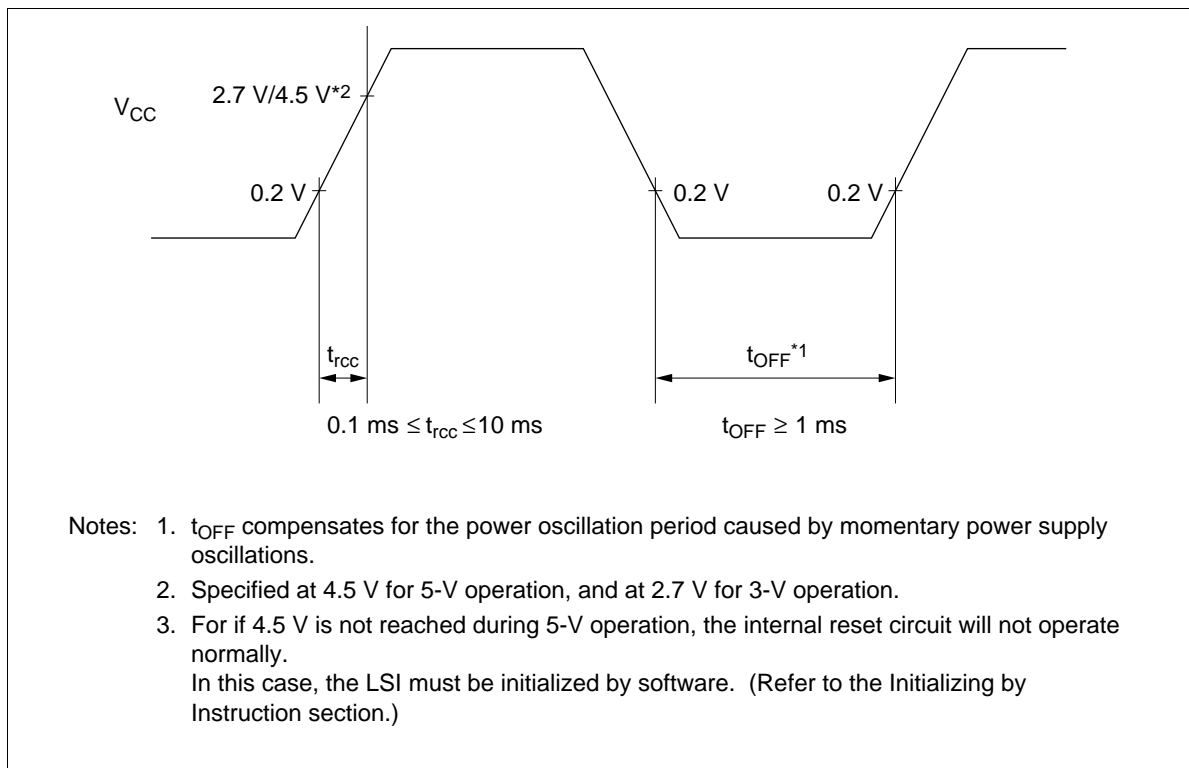 V_CC
2.7 V/4.5 V*2
0.2 V
0.2 V
0.2 V
t_rcc
t_OFF*1
0.1 ms ≤ t_rcc ≤10 ms
t_OFF ≥ 1 ms
Notes: 1. t_OFF compensates for the power oscillation period caused by momentary power supply
oscillations.
2. Specified at 4.5 V for 5-V operation, and at 2.7 V for 3-V operation.
3. For if 4.5 V is not reached during 5-V operation, the internal reset circuit will not operate
normally.
In this case, the LSI must be initialized by software. (Refer to the Initializing by
Instruction section.)